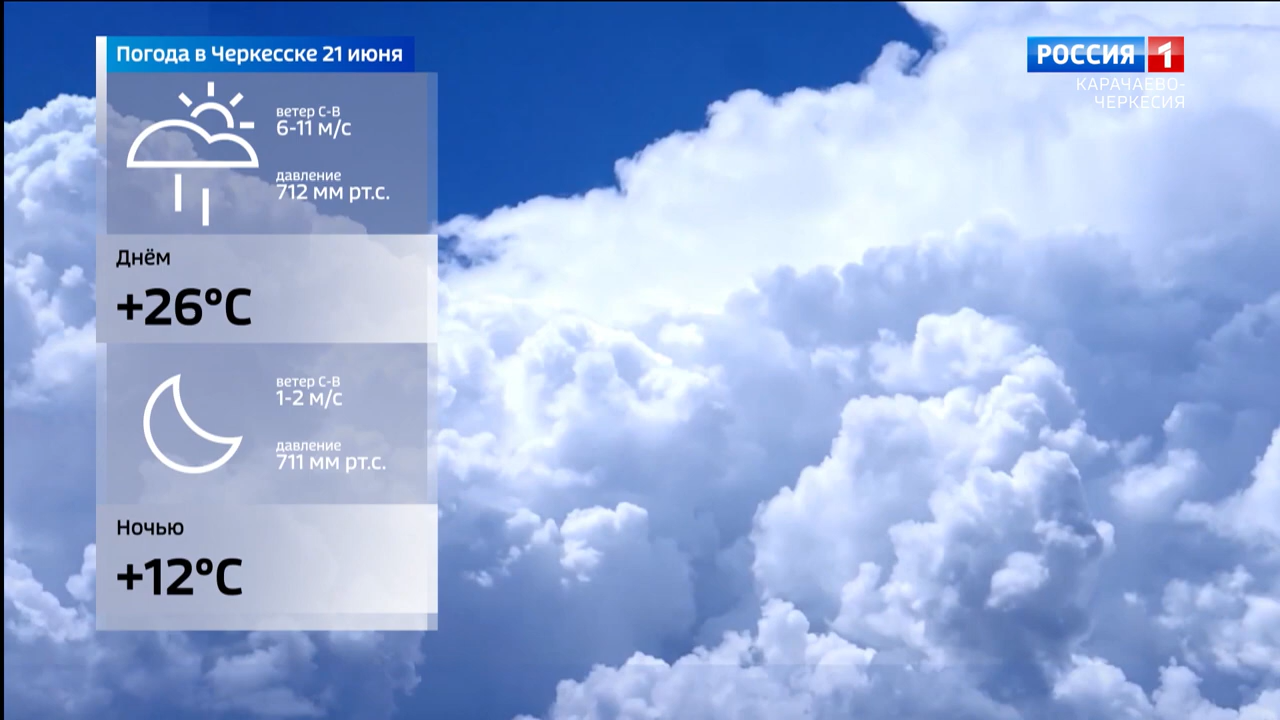 Погода в Черкесске 21 июня
РОССИЯ 1
КАРАЧАЕВО-
ЧЕРКЕСИЯ
ветер С-В
6-11 м/с
давление
712 мм рт.с.
Днём
+26°C
ветер С-В
1-2 м/с
давление
711 мм рт.с.
Ночью
+12°C